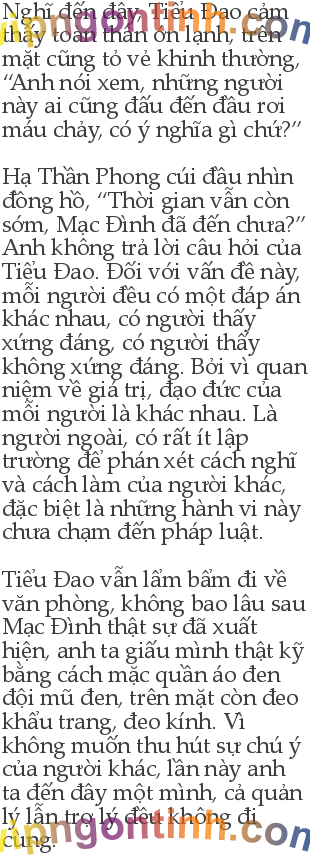 Nghĩ đến đây, Tiểu Đao cảm
thấy toàn thân ớn lạnh, trên
mặt cũng tỏ vẻ khinh thường,
“Anh nói xem, những người
này ai cũng đấu đến đầu rơi
máu chảy, có ý nghĩa gì chứ?”
Hạ Thần Phong cúi đầu nhìn
đồng hồ, “Thời gian vẫn còn
sớm, Mạc Đình đã đến chưa?”
Anh không trả lời câu hỏi của
Tiểu Đao. Đối với vấn đề này,
mỗi người đều có một đáp án
khác nhau, có người thấy
xứng đáng, có người thấy
không xứng đáng. Bởi vì quan
niệm về giá trị, đạo đức của
mỗi người là khác nhau. Là
người ngoài, có rất ít lập
trường để phán xét cách nghĩ
và cách làm của người khác,
đặc biệt là những hành vi này
chưa chạm đến pháp luật.
Tiểu Đao vẫn lẩm bẩm đi về
văn phòng, không bao lâu sau
Mạc Đình thật sự đã xuất
hiện, anh ta giấu mình thật kỹ
bằng cách mặc quần áo đen
đội mũ đen, trên mặt còn đeo
khẩu trang, đeo kính. Vì
không muốn thu hút sự chú ý
của người khác, lần này anh
ta đến đây một mình, cả quản
lý lẫn trợ lý đều không đi
cùng.